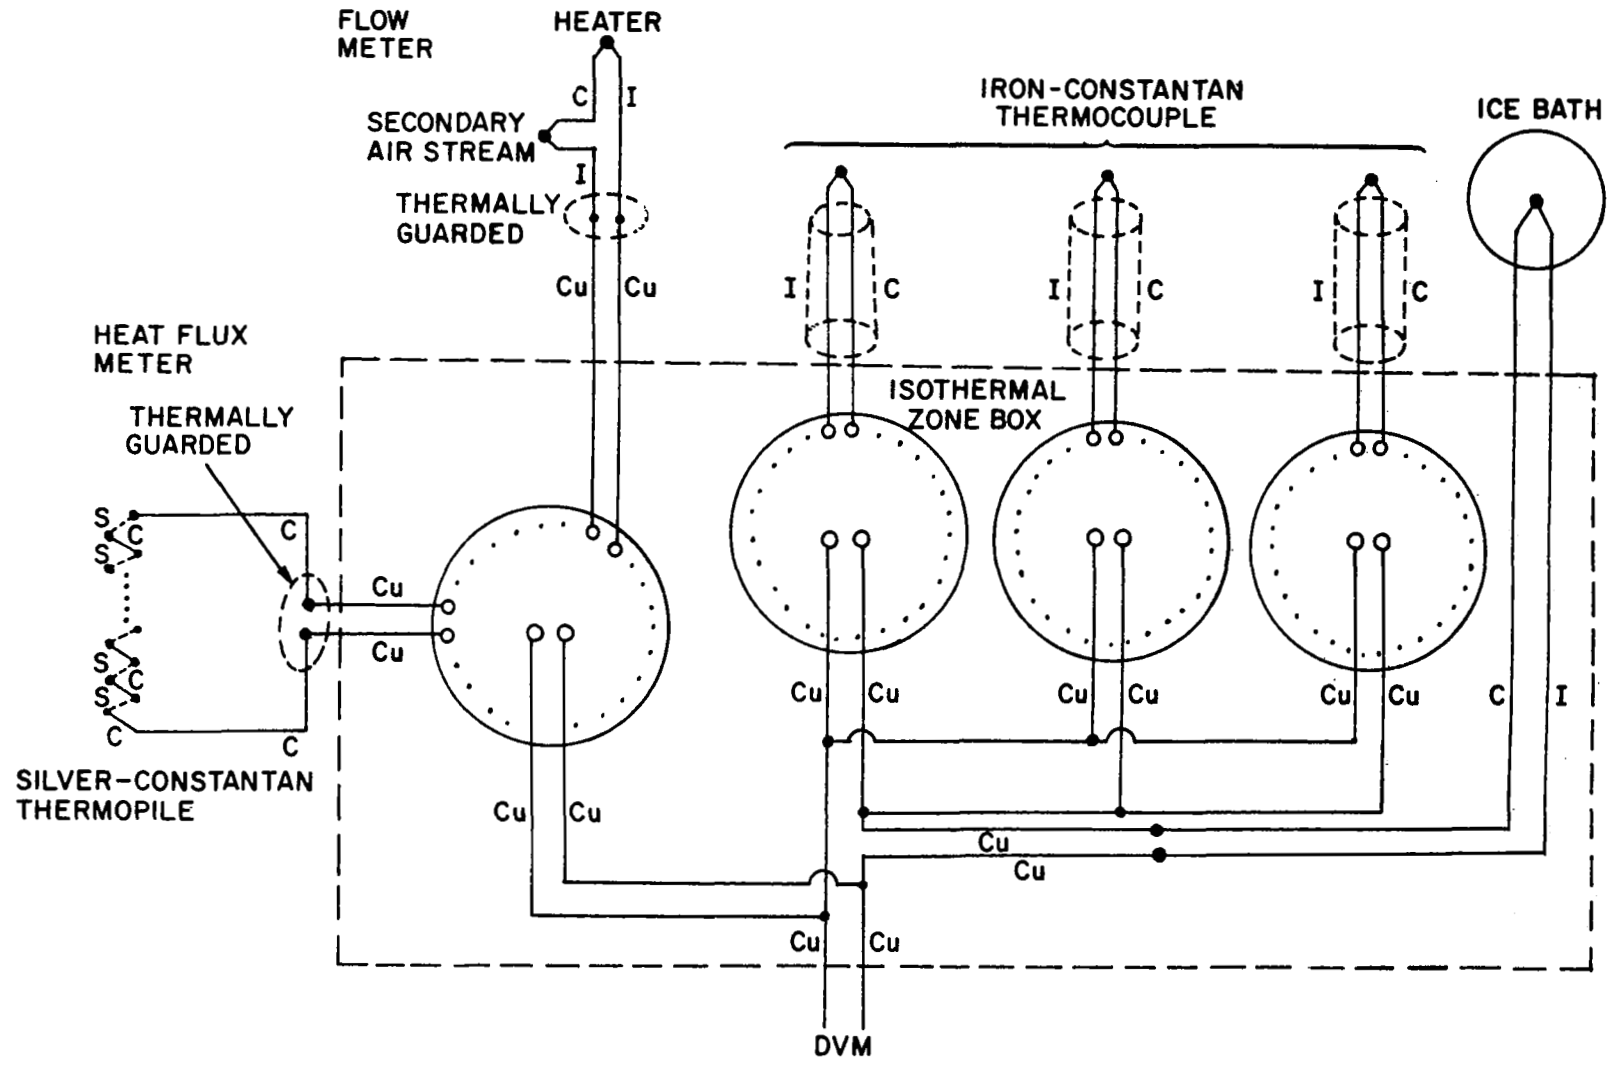 FLOW
METER
HEATER
C
I
SECONDARY
AIR STREAM
I
THERMALLY
GUARDED
Cu
Cu
IRON-CONSTANTAN
THERMOCOUPLE
ICE BATH
I
C
I
C
I
C
HEAT FLUX
METER
THERMALLY
GUARDED
ISOTHERMAL
ZONE BOX
S
C
S
C
Cu
Cu
S
C
S
C
C
SILVER-CONSTANTAN
THERMOPILE
Cu
Cu
Cu
Cu
Cu
Cu
C
I
Cu
Cu
Cu
Cu
Cu
Cu
DVM